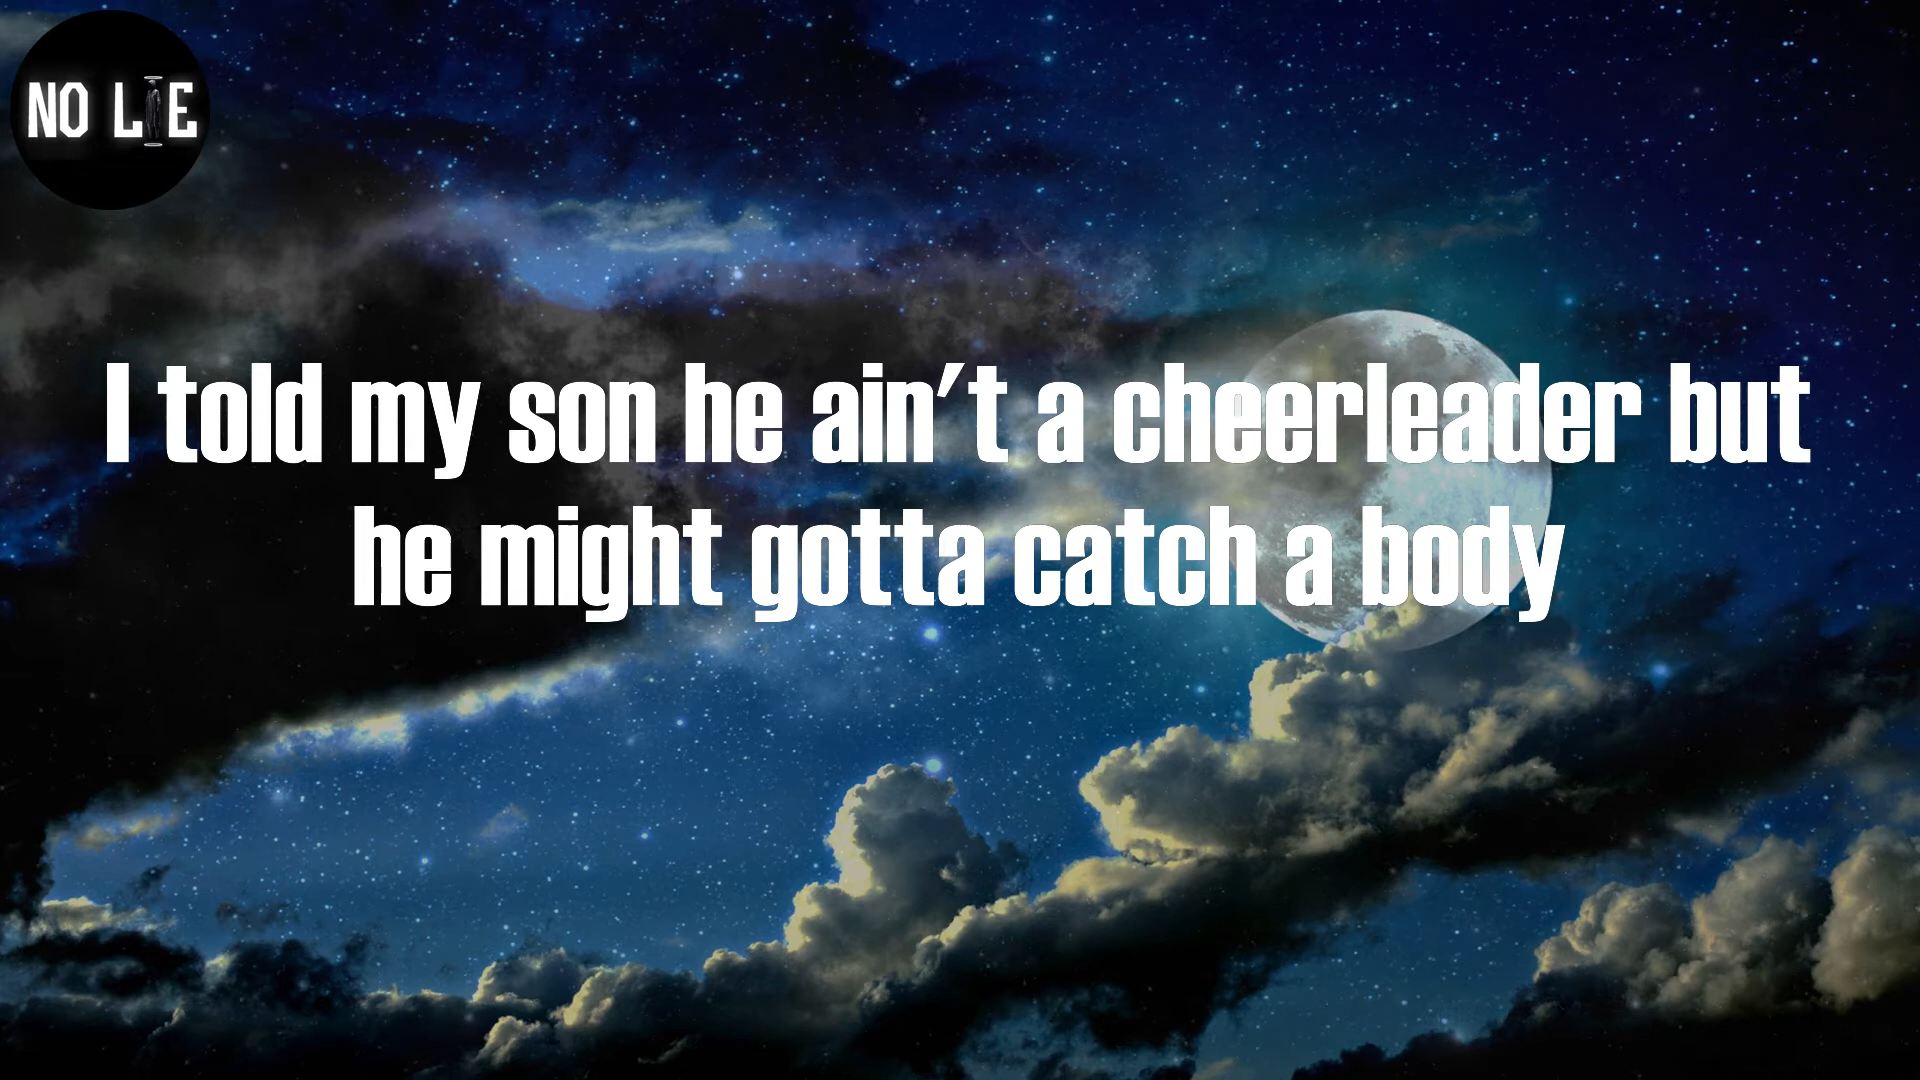 NO LIE
I told my son he ain't a cheerleader but
he might gotta catch a body